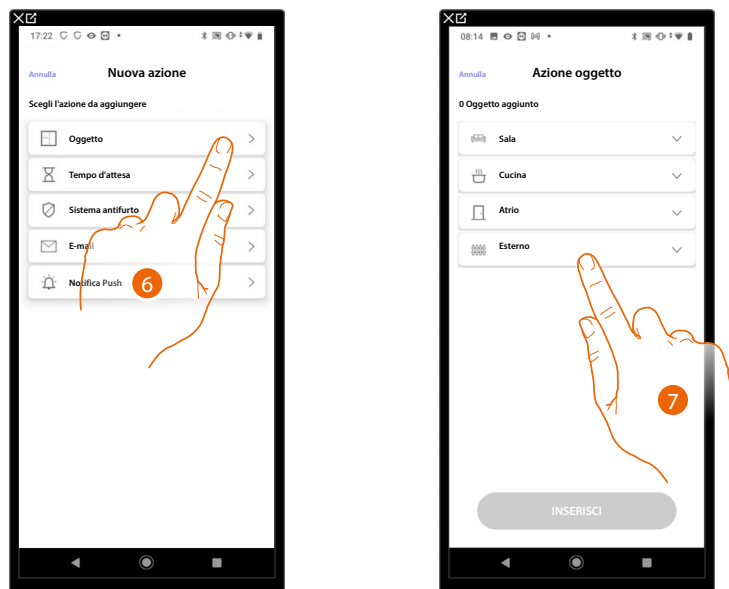 17:22
Annulla
Nuova azione
Scegli l'azione da aggiungere
Oggetto
Tempo d'attesa
Sistema antifurto
E-mail
Notifica Push
6
08:14
Annulla
Azione oggetto
0 Oggetto aggiunto
Sala
Cucina
Atrio
Esterno
7
INSERISCI